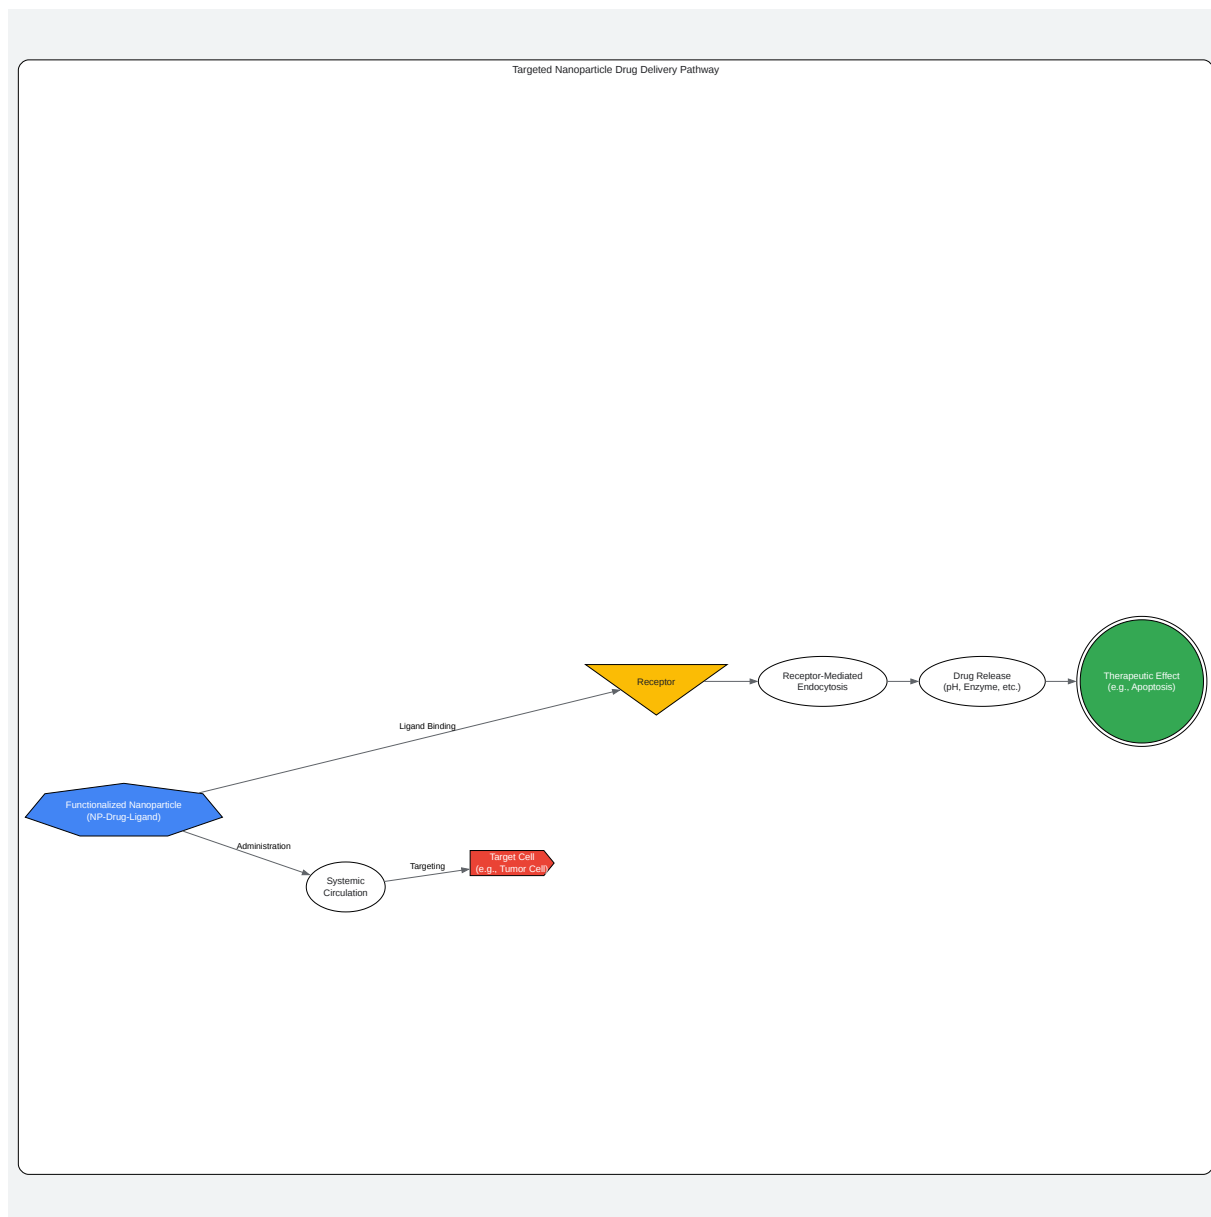 Targeted Nanoparticle Drug Delivery Pathway
Receptor
Receptor-Mediated
Endocytosis
Drug Release
(pH, Enzyme, etc.)
Therapeutic Effect
(e.g., Apoptosis)
Ligand Binding
Functionalized Nanoparticle
(NP-Drug-Ligand)
Administration
Systemic
Circulation
Targeting
Target Cell
(e.g., Tumor Cell)